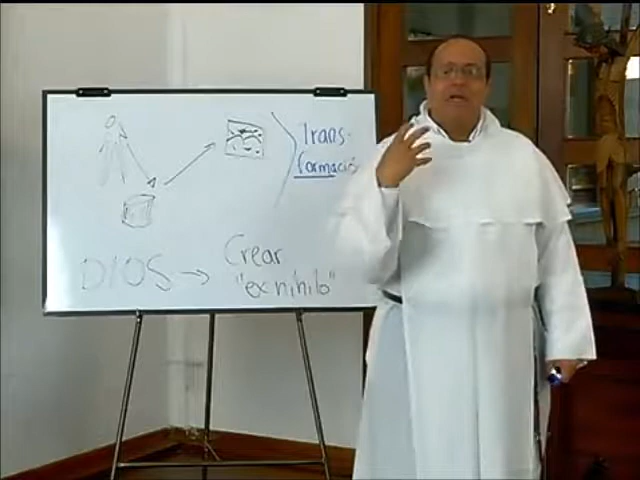 Trans-
formació
DIOS → Crear
"ex nihilo"